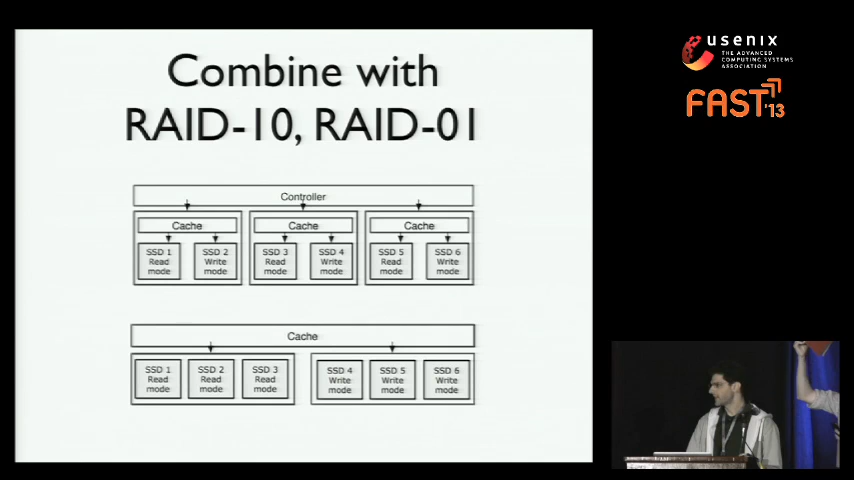 Combine with
RAID-10, RAID-01
Controller
Cache
Cache
Cache
SSD 1
Read
mode
SSD 2
Write
mode
SSD 3
Read
mode
SSD 4
Write
mode
SSD 5
Read
mode
SSD 6
Write
mode
Cache
SSD 1
Read
mode
SSD 2
Read
mode
SSD 3
Read
mode
SSD 4
Write
mode
SSD 5
Write
mode
SSD 6
Write
mode
usenix
THE ADVANCED
COMPUTING SYSTEMS
ASSOCIATION
FAST '13